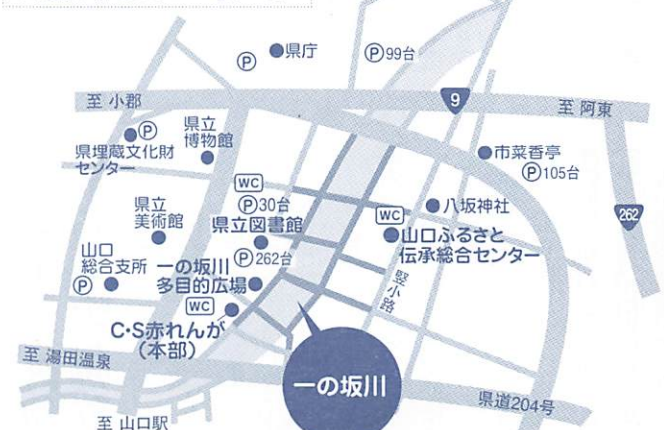 県庁
P
P 99台
至 小郡
9
至 阿東
P
県埋蔵文化財
センター
県立
博物館
市菜香亭
P 105台
WC
P 30台
県立図書館
八坂神社
262
WC
山口ふるさと
伝承総合センター
県立
美術館
P 262台
山口
総合支所
P
一の坂川
多目的広場
竪小路
WC
C・S赤れんが
(本部)
至 湯田温泉
一の坂川
県道204号
至 山口駅